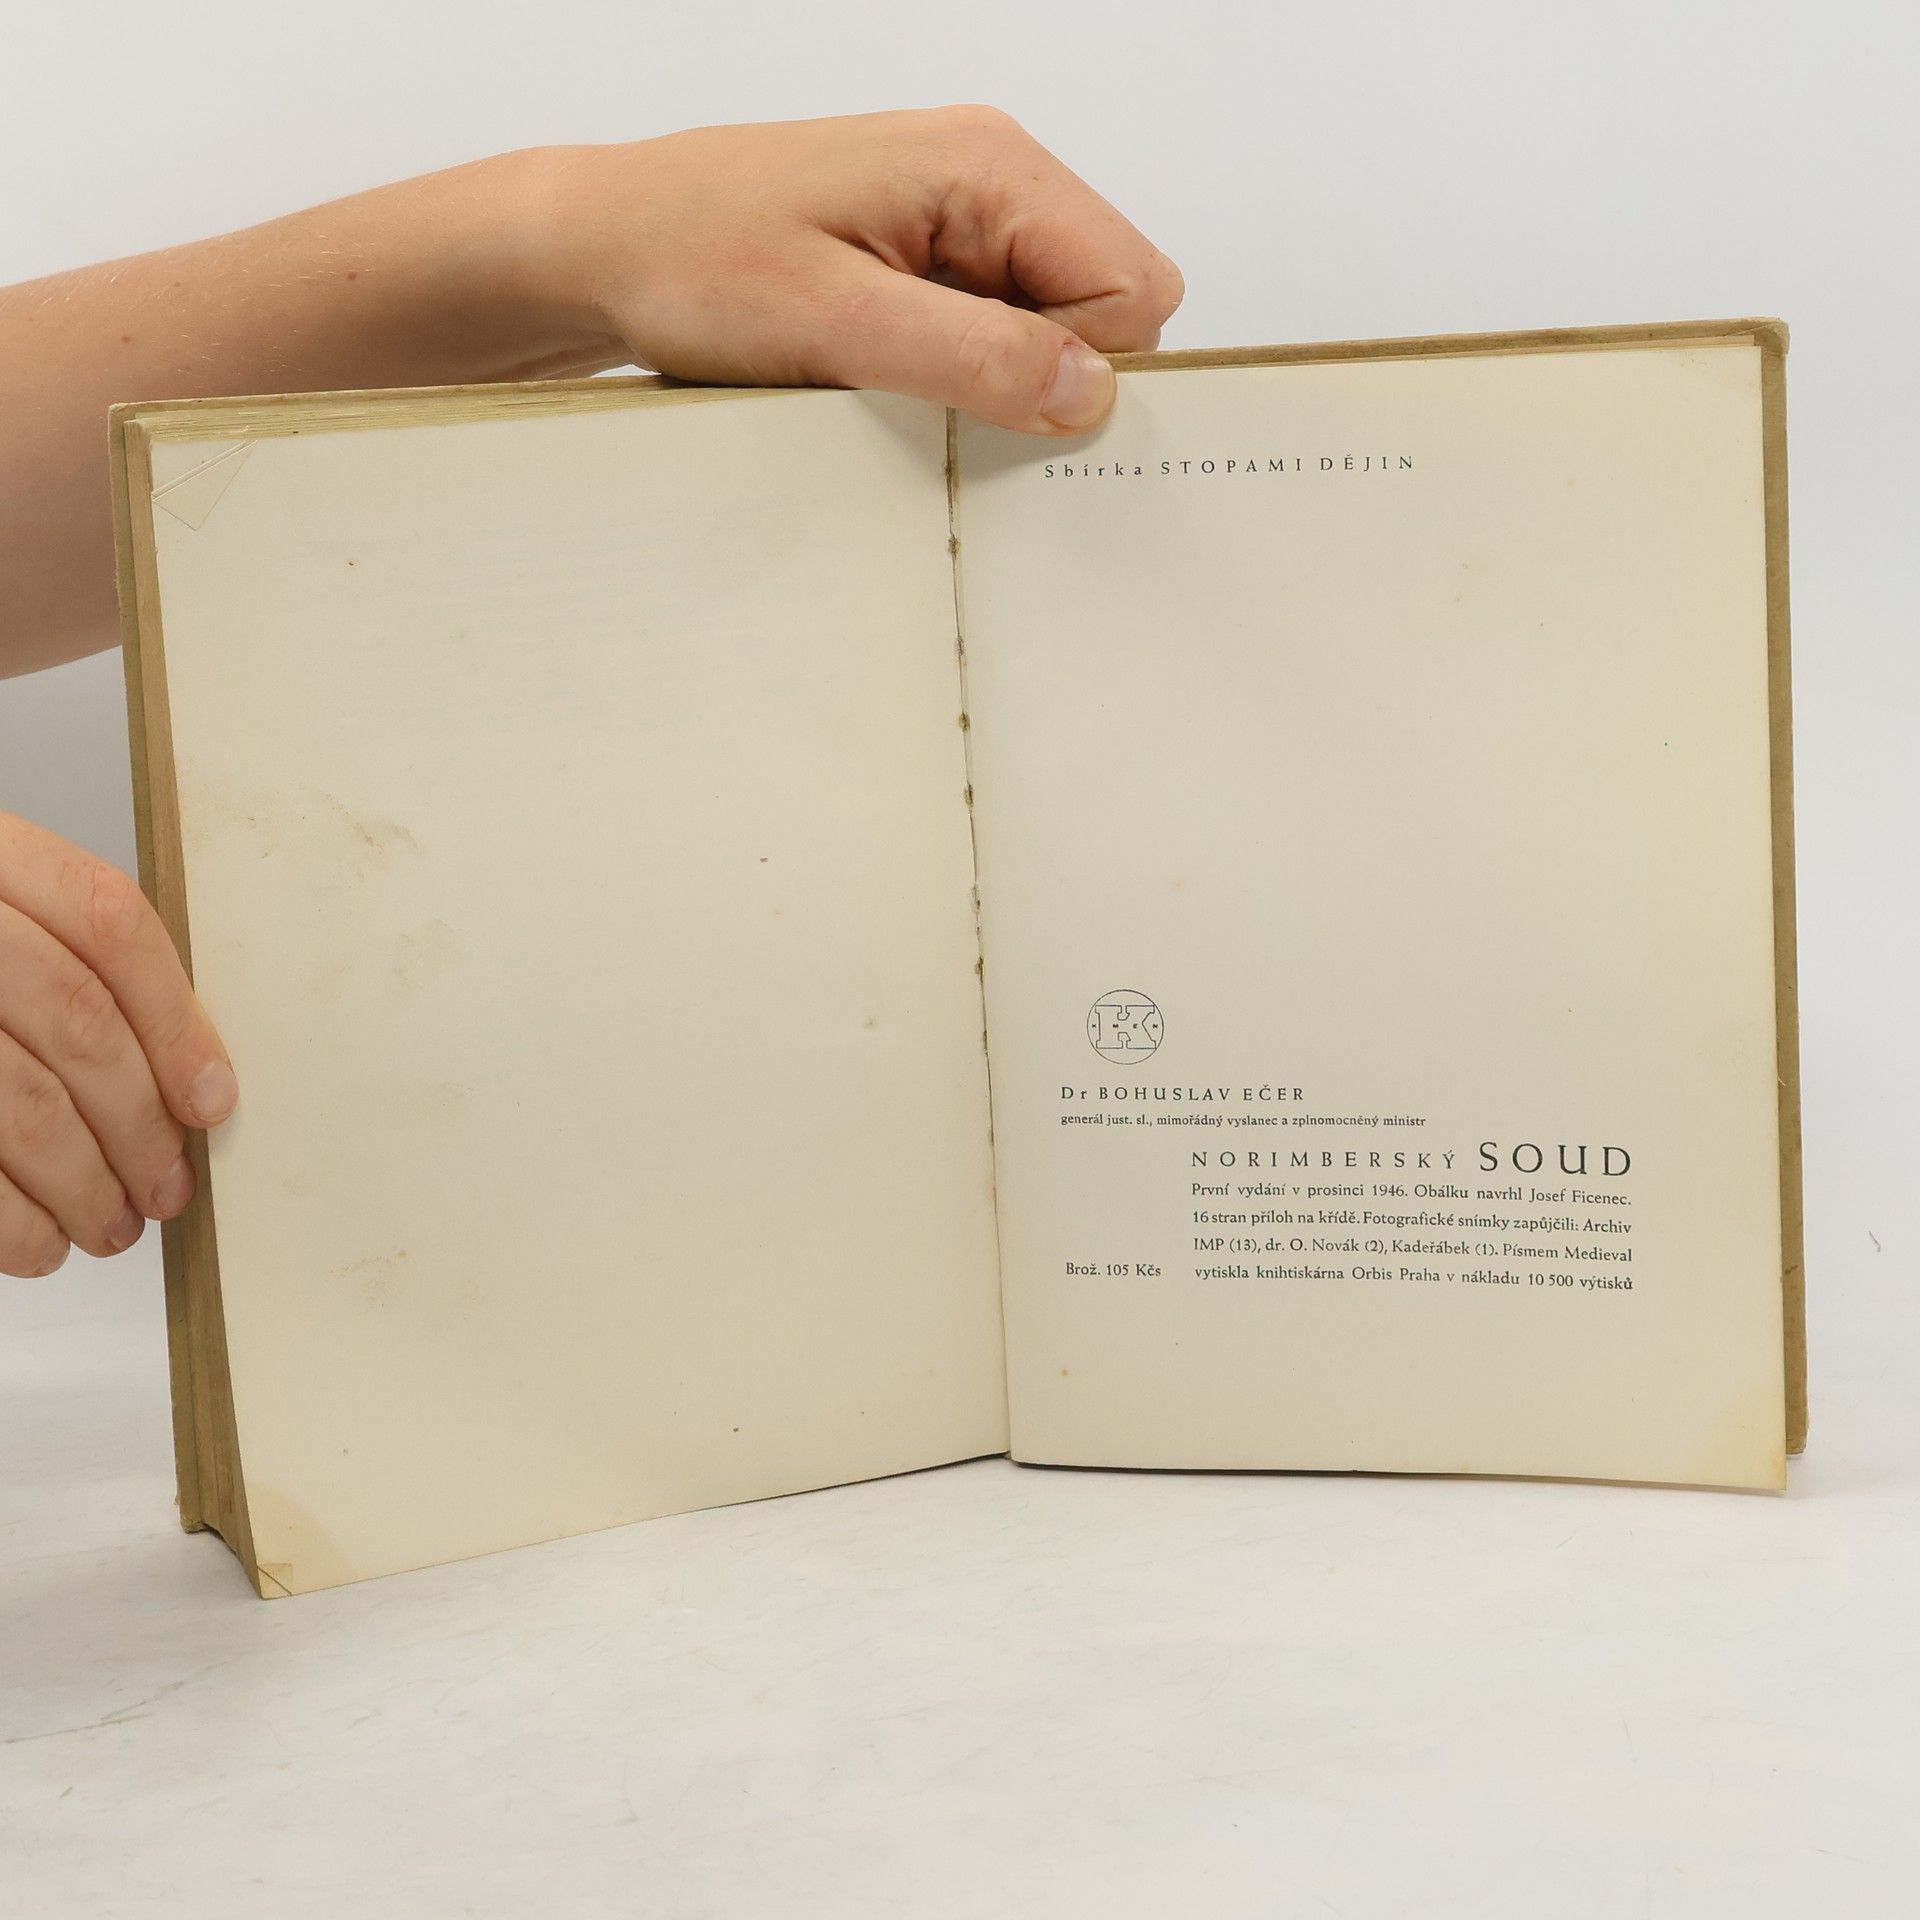 Sbírka STOPAMI DĚJIN
K
KMEN
Dr BOHUSLAV EČER
generál just. sl., mimořádný vyslanec a zplnomocněný ministr
NORIMBERSKÝ SOUD
První vydání v prosinci 1946. Obálku navrhl Josef Ficenec.
16 stran příloh na křídě. Fotografické snímky zapůjčili: Archiv
IMP (13), dr. O. Novák (2), Kadeřábek (1). Písmem Medieval
Brož. 105 Kčs vytiskla knihtiskárna Orbis Praha v nákladu 10 500 výtisků